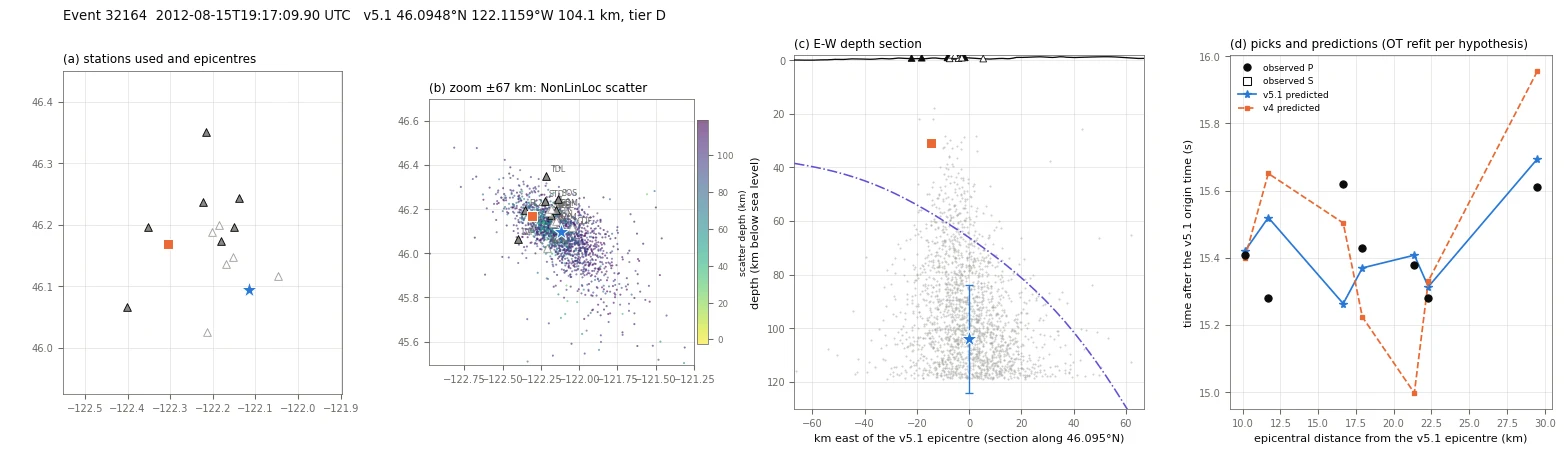 Event 32164  2012-08-15T19:17:09.90 UTC   v5.1 46.0948°N 122.1159°W 104.1 km, tier D
(a) stations used and epicentres
46.4
46.3
46.2
46.1
46.0
−122.5 −122.4 −122.3 −122.2 −122.1 −122.0 −121.9
(b) zoom ±67 km: NonLinLoc scatter
46.6
46.4
46.2
46.0
45.8
45.6
TDL
SOS
−122.75 −122.50 −122.25 −122.00 −121.75 −121.50 −121.25
100
80
60
40
20
0
scatter depth (km)
(c) E-W depth section
0
20
40
60
80
100
120
depth (km below sea level)
−60 −40 −20 0 20 40 60
km east of the v5.1 epicentre (section along 46.095°N)
(d) picks and predictions (OT refit per hypothesis)
observed P
observed S
v5.1 predicted
v4 predicted
16.0
15.8
15.6
15.4
15.2
15.0
time after the v5.1 origin time (s)
10.0 12.5 15.0 17.5 20.0 22.5 25.0 27.5 30.0
epicentral distance from the v5.1 epicentre (km)